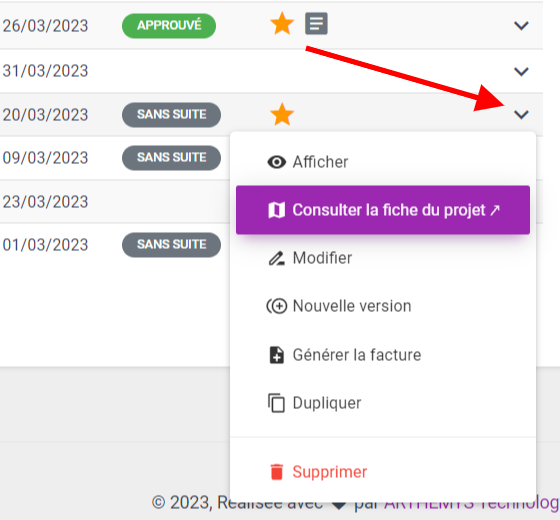 26/03/2023 APPROUVÉ
31/03/2023
20/03/2023 SANS SUITE
09/03/2023 SANS SUITE
Afficher
23/03/2023
Consulter la fiche du projet ↗
01/03/2023 SANS SUITE
Modifier
Nouvelle version
Générer la facture
Dupliquer
Supprimer
© 2023, Réalisée avec par ARTHEMYS Technolog